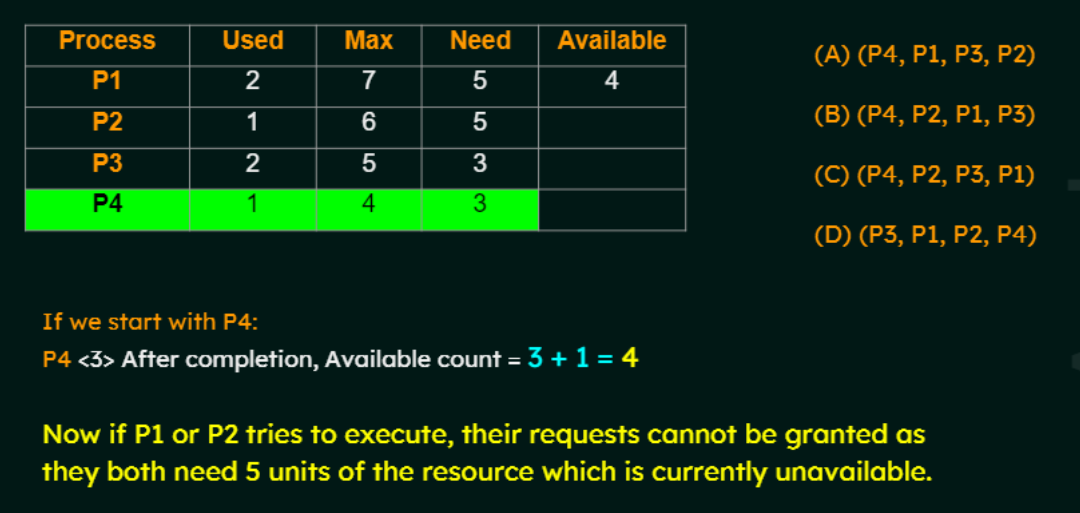 Process Used Max Need Available
P1 2 7 5 4
P2 1 6 5
P3 2 5 3
P4 1 4 3
(A) (P4, P1, P3, P2)
(B) (P4, P2, P1, P3)
(C) (P4, P2, P3, P1)
(D) (P3, P1, P2, P4)
If we start with P4:
P4 <3> After completion, Available count = 3 + 1 = 4
Now if P1 or P2 tries to execute, their requests cannot be granted as
they both need 5 units of the resource which is currently unavailable.